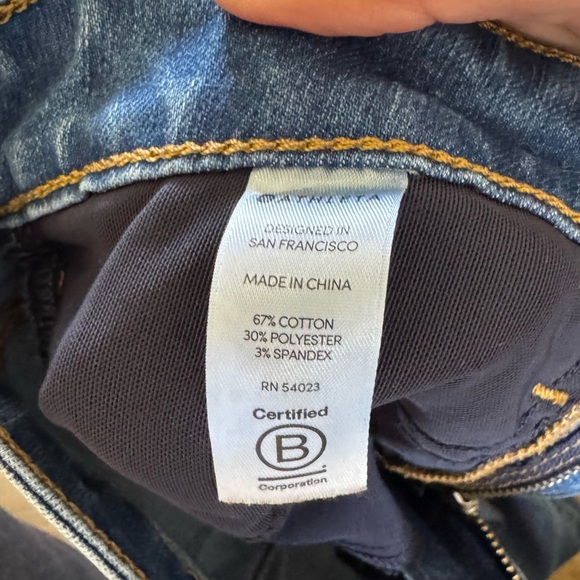 ATHLETA
DESIGNED IN
SAN FRANCISCO
MADE IN CHINA
67% COTTON
30% POLYESTER
3% SPANDEX
RN 54023
Certified
B
Corporation